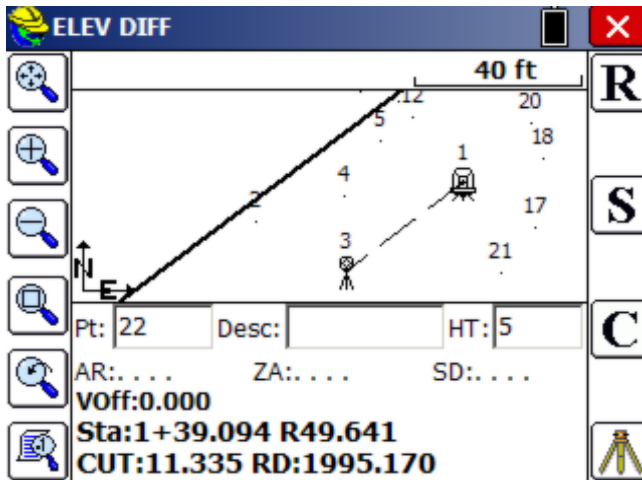 ELEV DIFF
40 ft
R
12
20
5
18
1
4
S
2
17
3
21
N
E
Pt: 22 Desc: HT: 5
C
AR:. . . . ZA:. . . . SD:. . . .
VOff:0.000
Sta:1+39.094 R49.641
CUT:11.335 RD:1995.170